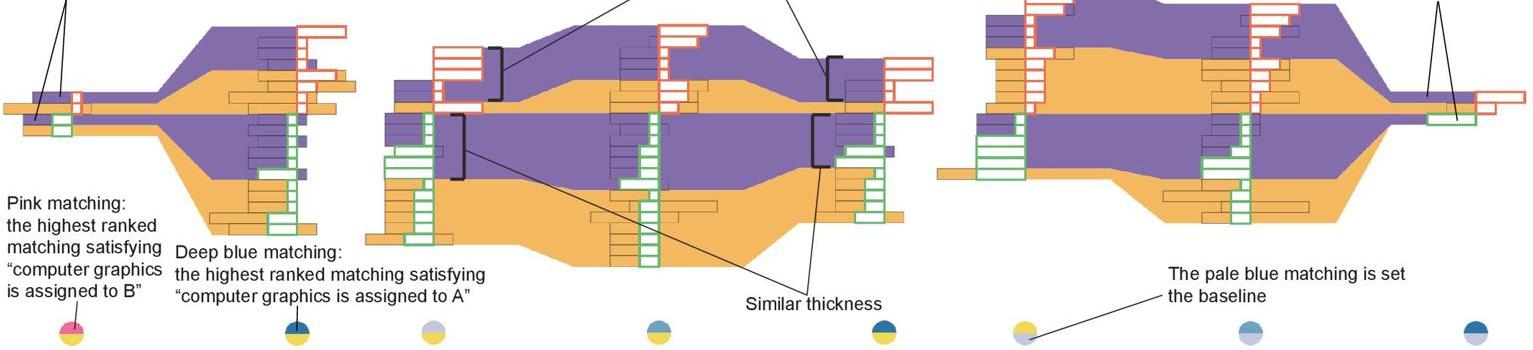 Pink matching:
the highest ranked
matching satisfying
“computer graphics
is assigned to B”
Deep blue matching:
the highest ranked matching satisfying
“computer graphics is assigned to A”
Similar thickness
The pale blue matching is set
the baseline